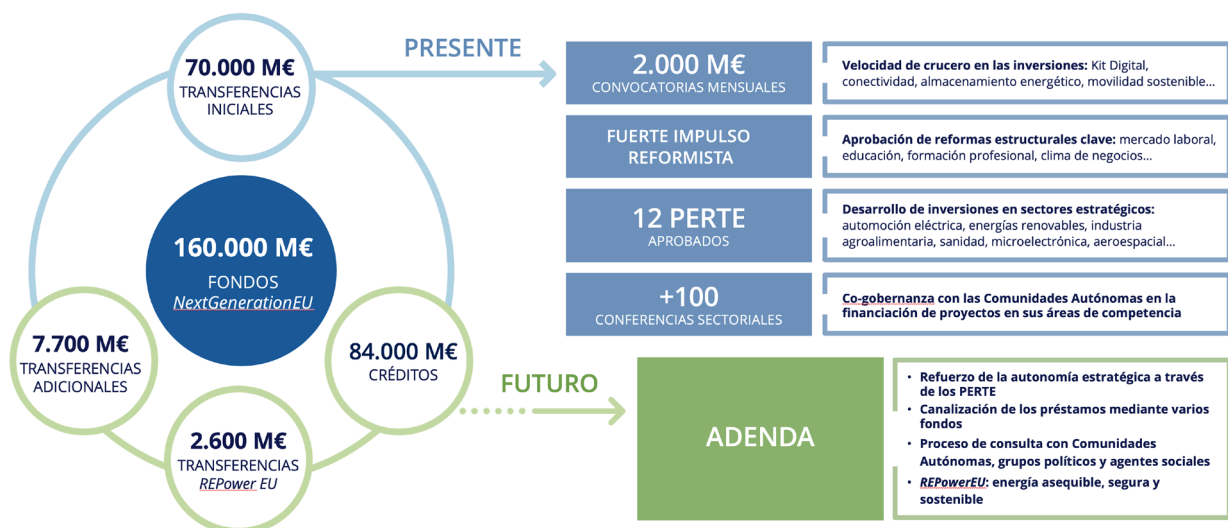 70.000 M€
TRANSFERENCIAS
INICIALES
160.000 M€
FONDOS
NextGenerationEU
7.700 M€
TRANSFERENCIAS
ADICIONALES
84.000 M€
CRÉDITOS
2.600 M€
TRANSFERENCIAS
REPower EU
PRESENTE
2.000 M€
CONVOCATORIAS MENSUALES
Velocidad de crucero en las inversiones: Kit Digital,
conectividad, almacenamiento energético, movilidad sostenible...
FUERTE IMPULSO
REFORMISTA
Aprobación de reformas estructurales clave: mercado laboral,
educación, formación profesional, clima de negocios...
12 PERTE
APROBADOS
Desarrollo de inversiones en sectores estratégicos:
automoción eléctrica, energías renovables, industria
agroalimentaria, sanidad, microelectrónica, aeroespacial...
+100
CONFERENCIAS SECTORIALES
Co-gobernanza con las Comunidades Autónomas en la
financiación de proyectos en sus áreas de competencia
FUTURO
ADENDA
• Refuerzo de la autonomía estratégica a través
de los PERTE
• Canalización de los préstamos mediante varios
fondos
• Proceso de consulta con Comunidades
Autónomas, grupos políticos y agentes sociales
• REPowerEU: energía asequible, segura y
sostenible